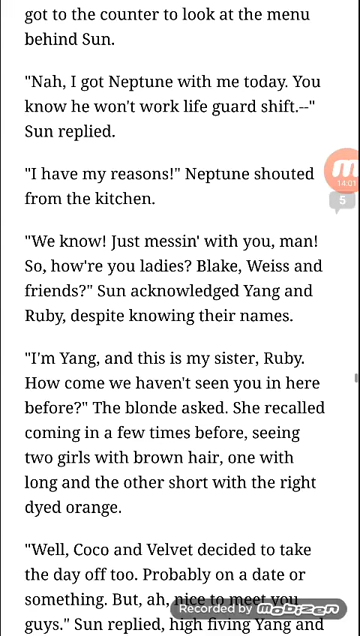 got to the counter to look at the menu
behind Sun.
"Nah, I got Neptune with me today. You
know he won't work life guard shift.--"
Sun replied.
"I have my reasons!" Neptune shouted
from the kitchen.
14:01
5
"We know! Just messin' with you, man!
So, how're you ladies? Blake, Weiss and
friends?" Sun acknowledged Yang and
Ruby, despite knowing their names.
"I'm Yang, and this is my sister, Ruby.
How come we haven't seen you in here
before?" The blonde asked. She recalled
coming in a few times before, seeing
two girls with brown hair, one with
long and the other short with the right
dyed orange.
"Well, Coco and Velvet decided to take
the day off too. Probably on a date or
something. But, ah, nice to meet you
Recorded by mobizen
guys." Sun replied, high fiving Yang and